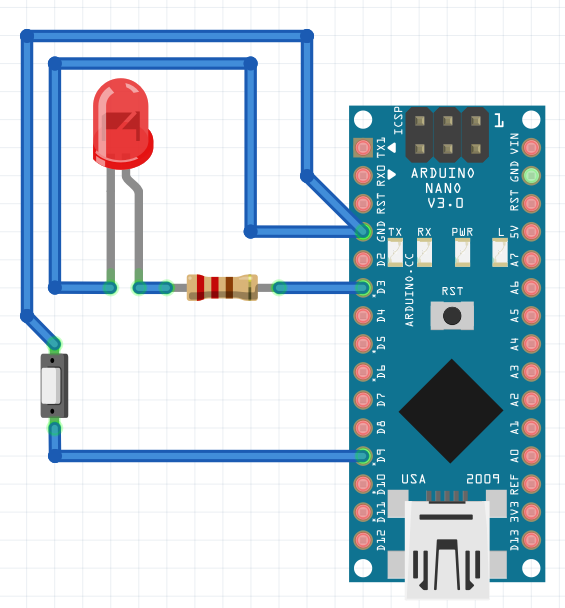 ICSP
1
TX1
RX0
RST
GND
D2
D3
D4
D5
D6
D7
D8
D9
D10
D11
D12
ARDUINO
NANO
V3.0
TX
RX
PWR
L
ARDUINO.CC
RST
USA
2009
VIN
GND
RST
5V
A7
A6
A5
A4
A3
A2
A1
A0
REF
3V3
D13